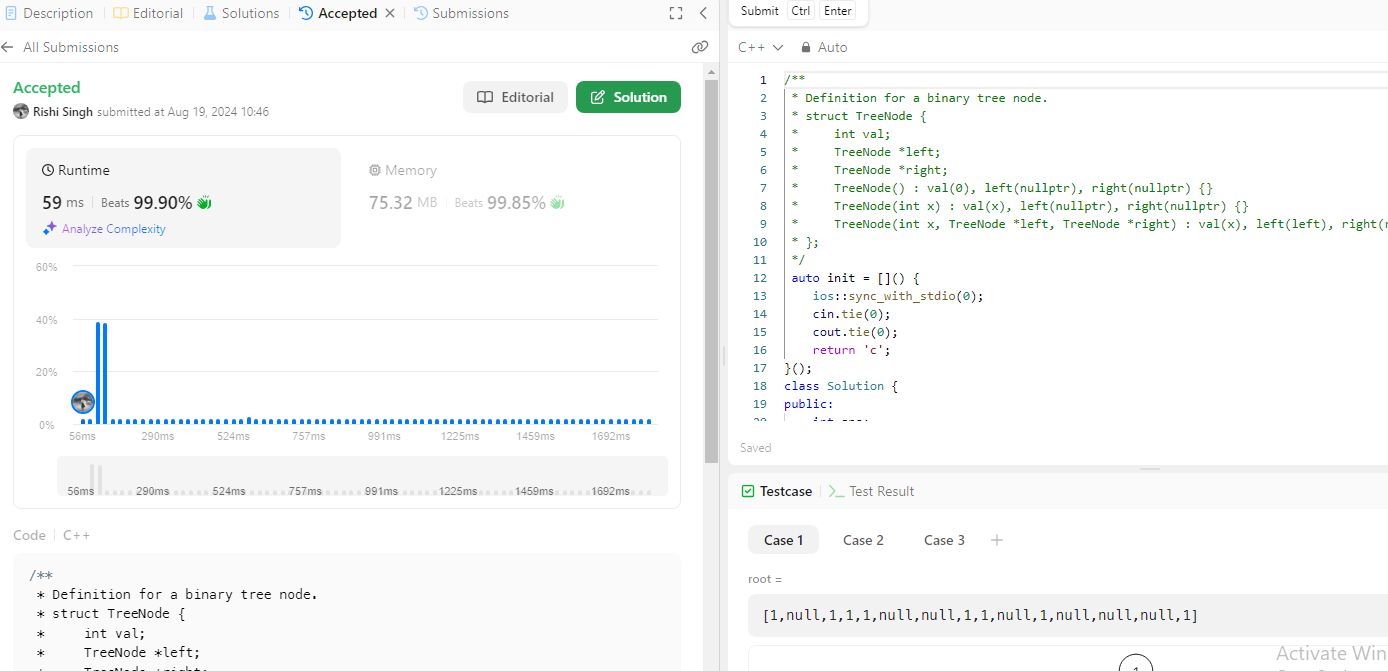 Description Editorial Solutions Accepted Submissions
All Submissions
Accepted
Rishi Singh submitted at Aug 19, 2024 10:46
Editorial Solution
Runtime
59 ms Beats 99.90%
Analyze Complexity
Memory
75.32 MB Beats 99.85%
60%
40%
20%
0%
56ms 290ms 524ms 757ms 991ms 1225ms 1459ms 1692ms
56ms 290ms 524ms 757ms 991ms 1225ms 1459ms 1692ms
Code C++
/**
* Definition for a binary tree node.
* struct TreeNode {
* int val;
* TreeNode *left;
* TreeNode *right;
Submit Ctrl Enter
C++ Auto
1 /**
2 * Definition for a binary tree node.
3 * struct TreeNode {
4 * int val;
5 * TreeNode *left;
6 * TreeNode *right;
7 * TreeNode() : val(0), left(nullptr), right(nullptr) {}
8 * TreeNode(int x) : val(x), left(nullptr), right(nullptr) {}
9 * TreeNode(int x, TreeNode *left, TreeNode *right) : val(x), left(left), right(
10 * };
11 */
12 auto init = []() {
13 ios::sync_with_stdio(0);
14 cin.tie(0);
15 cout.tie(0);
16 return 'c';
17 }();
18 class Solution {
19 public:
Saved
Testcase Test Result
Case 1 Case 2 Case 3
root =
[1,null,1,1,1,null,null,1,1,null,1,null,null,null,1]
1
Activate Win